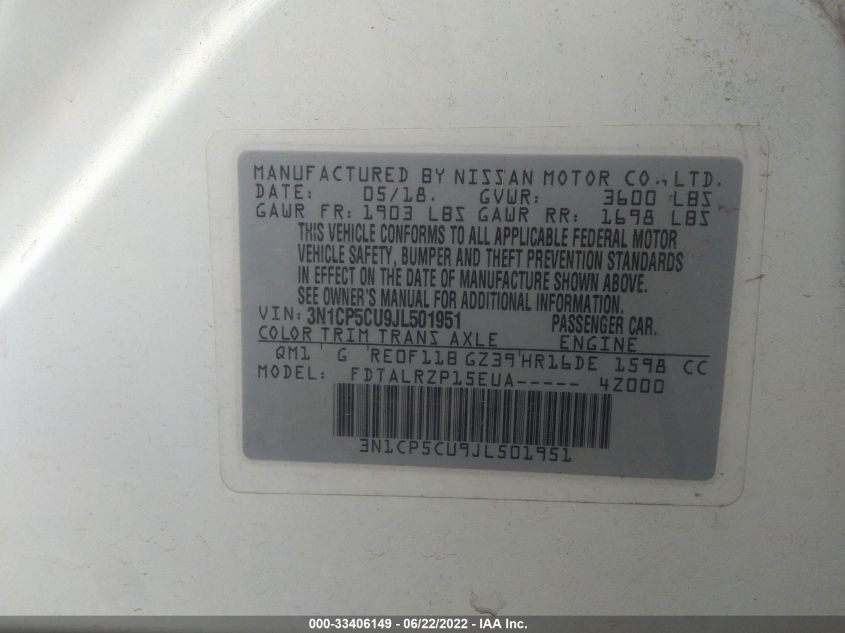 MANUFACTURED BY NISSAN MOTOR CO., LTD.
DATE: 05/18. GVWR: 3600 LBS
GAWR FR: 1903 LBS GAWR RR: 1698 LBS
THIS VEHICLE CONFORMS TO ALL APPLICABLE FEDERAL MOTOR
VEHICLE SAFETY, BUMPER AND THEFT PREVENTION STANDARDS
IN EFFECT ON THE DATE OF MANUFACTURE SHOWN ABOVE.
SEE OWNER'S MANUAL FOR ADDITIONAL INFORMATION.
VIN: 3N1CP5CU9JL501951 PASSENGER CAR.
COLOR TRIM TRANS AXLE ENGINE
QM1 G RE0F11B GZ39 HR16DE 1598 CC
MODEL: FDTALRZP15EUA----- 4Z000
3N1CP5CU9JL501951
000-33406149 - 06/22/2022 - IAA Inc.